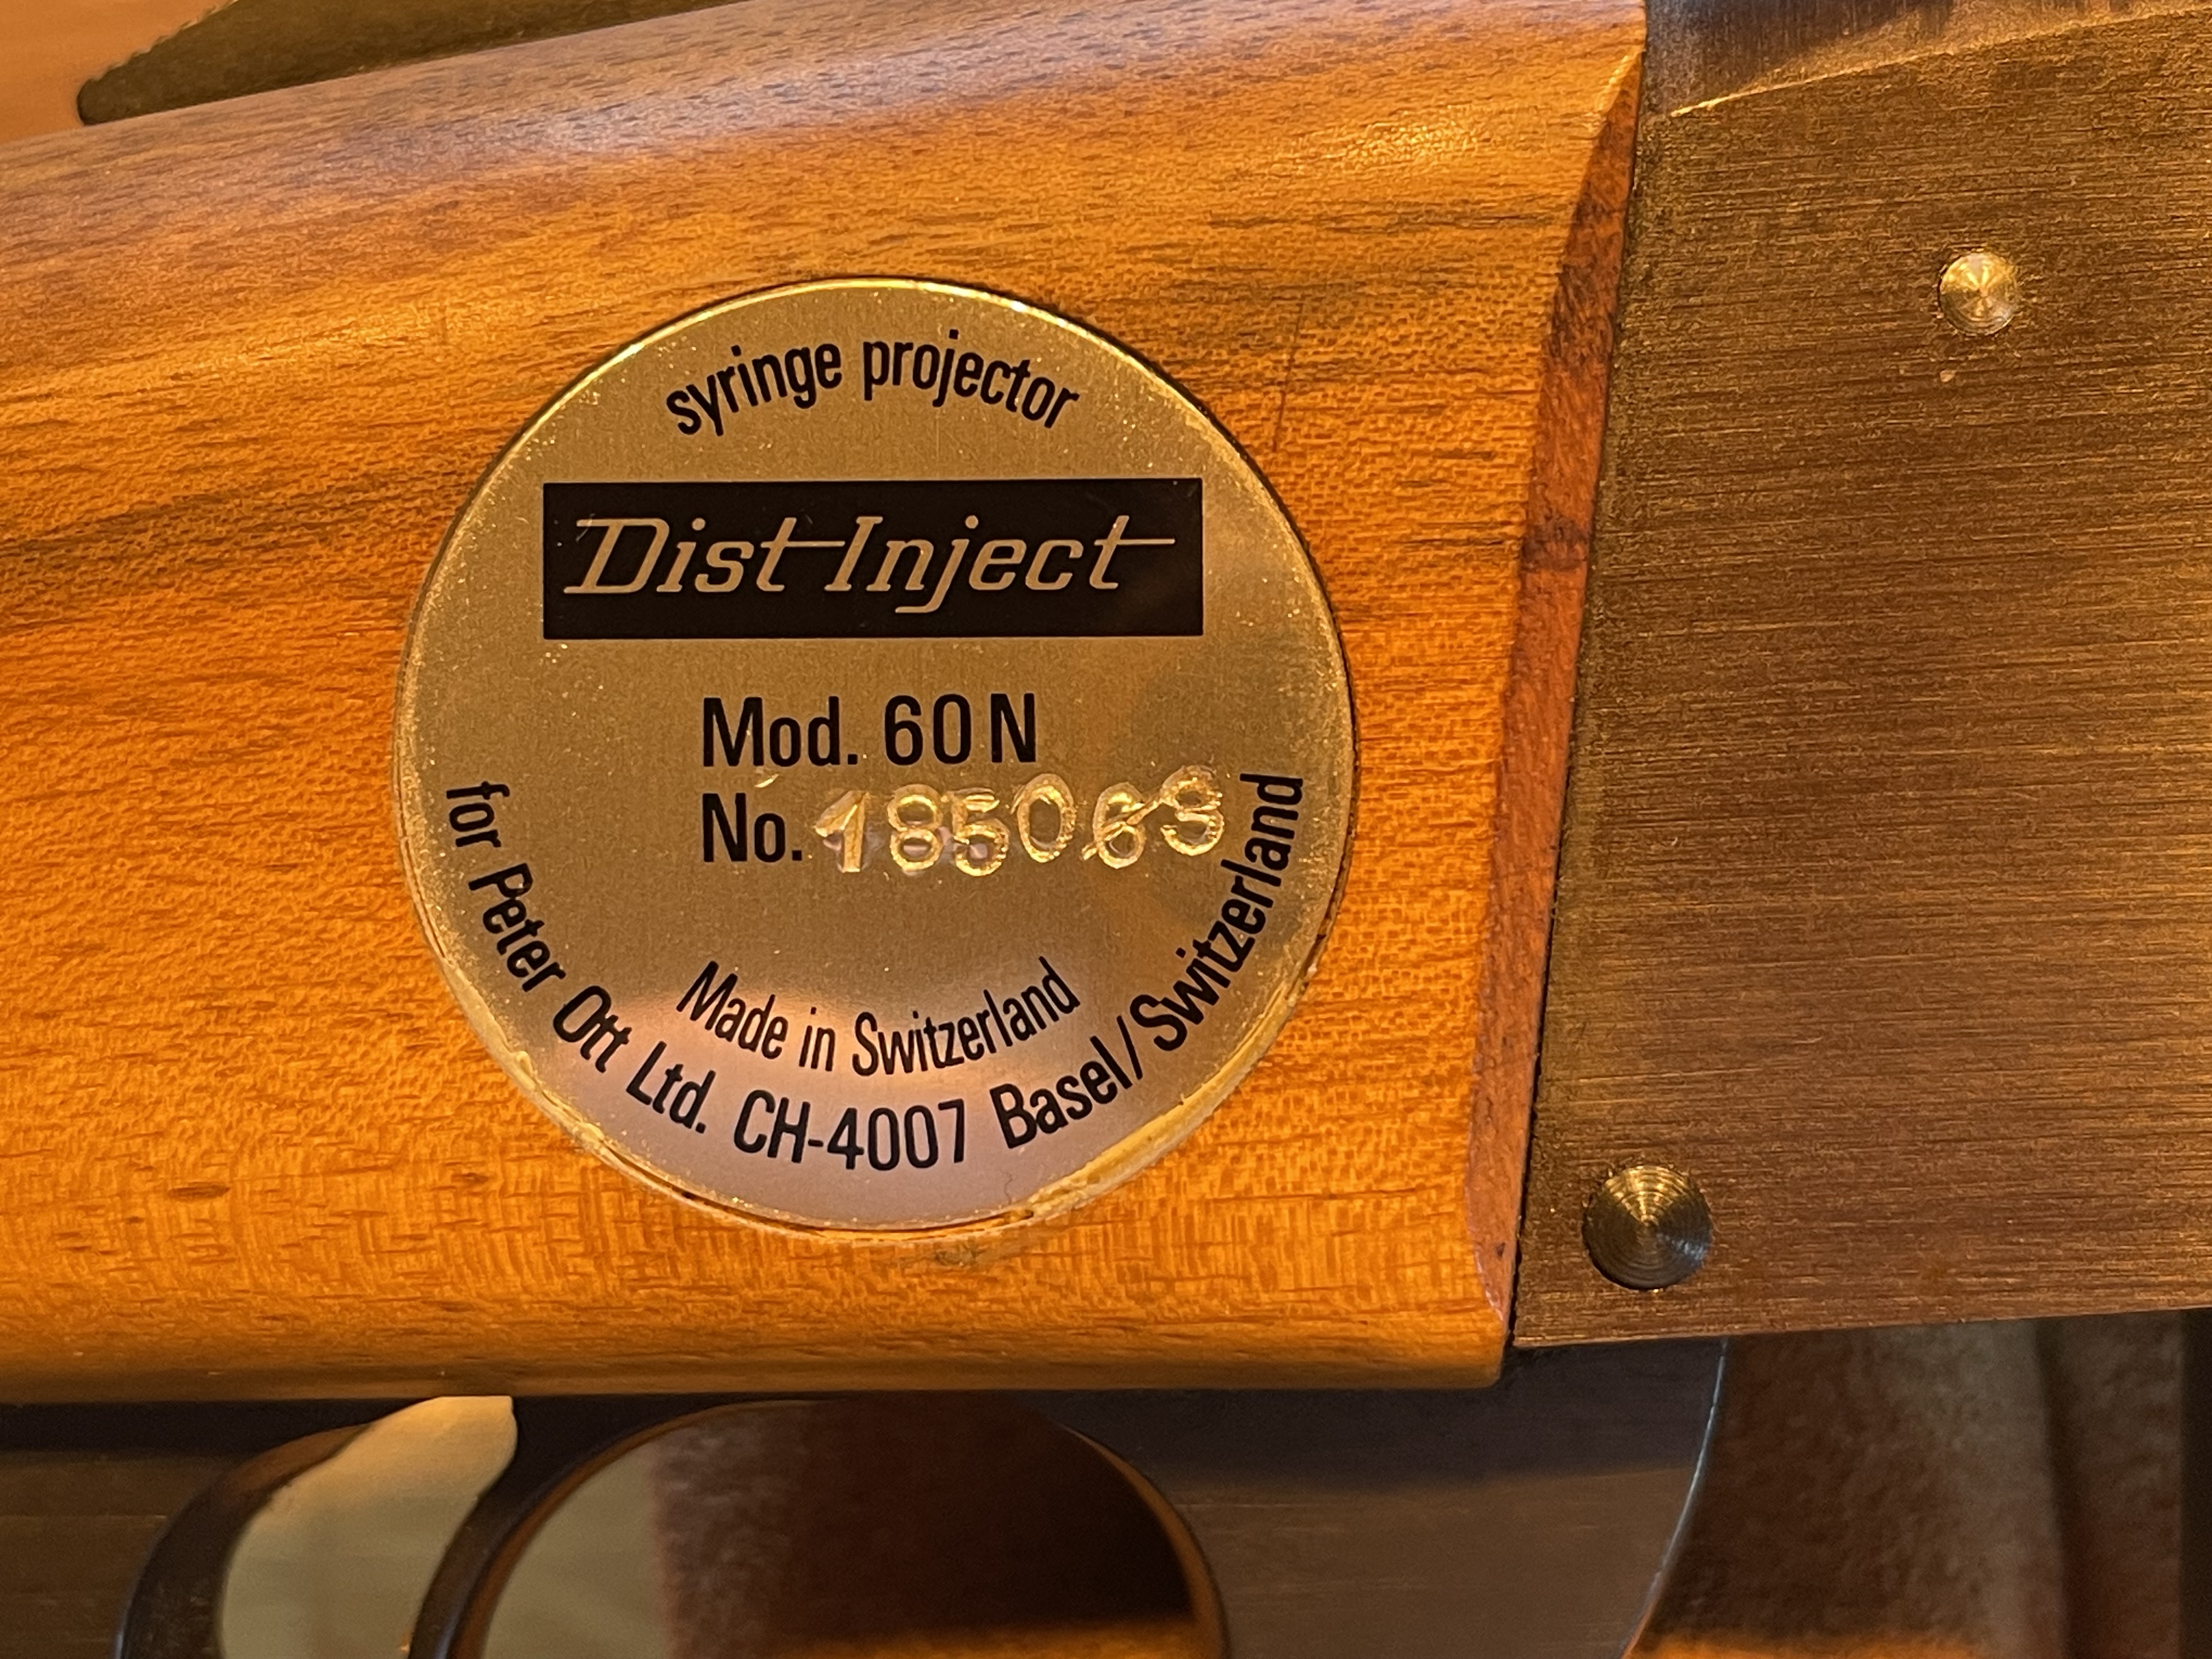 syringe projector
Dist-Inject
Mod. 60 N
No. 185063
Made in Switzerland
for Peter Ott Ltd. CH-4007 Basel/Switzerland